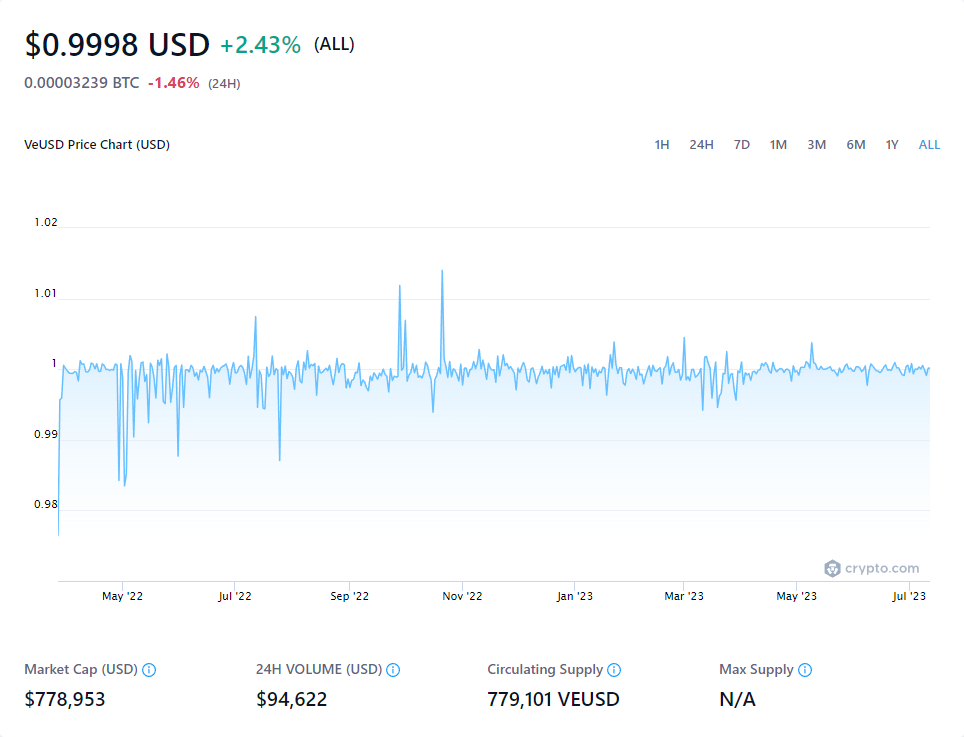 $0.9998 USD +2.43% (ALL)
0.00003239 BTC -1.46% (24H)
VeUSD Price Chart (USD) 1H 24H 7D 1M 3M 6M 1Y ALL
1.02
1.01
1
0.99
0.98
crypto.com
May '22 Jul '22 Sep '22 Nov '22 Jan '23 Mar '23 May '23 Jul '23
Market Cap (USD) 24H VOLUME (USD) Circulating Supply Max Supply
$778,953 $94,622 779,101 VEUSD N/A